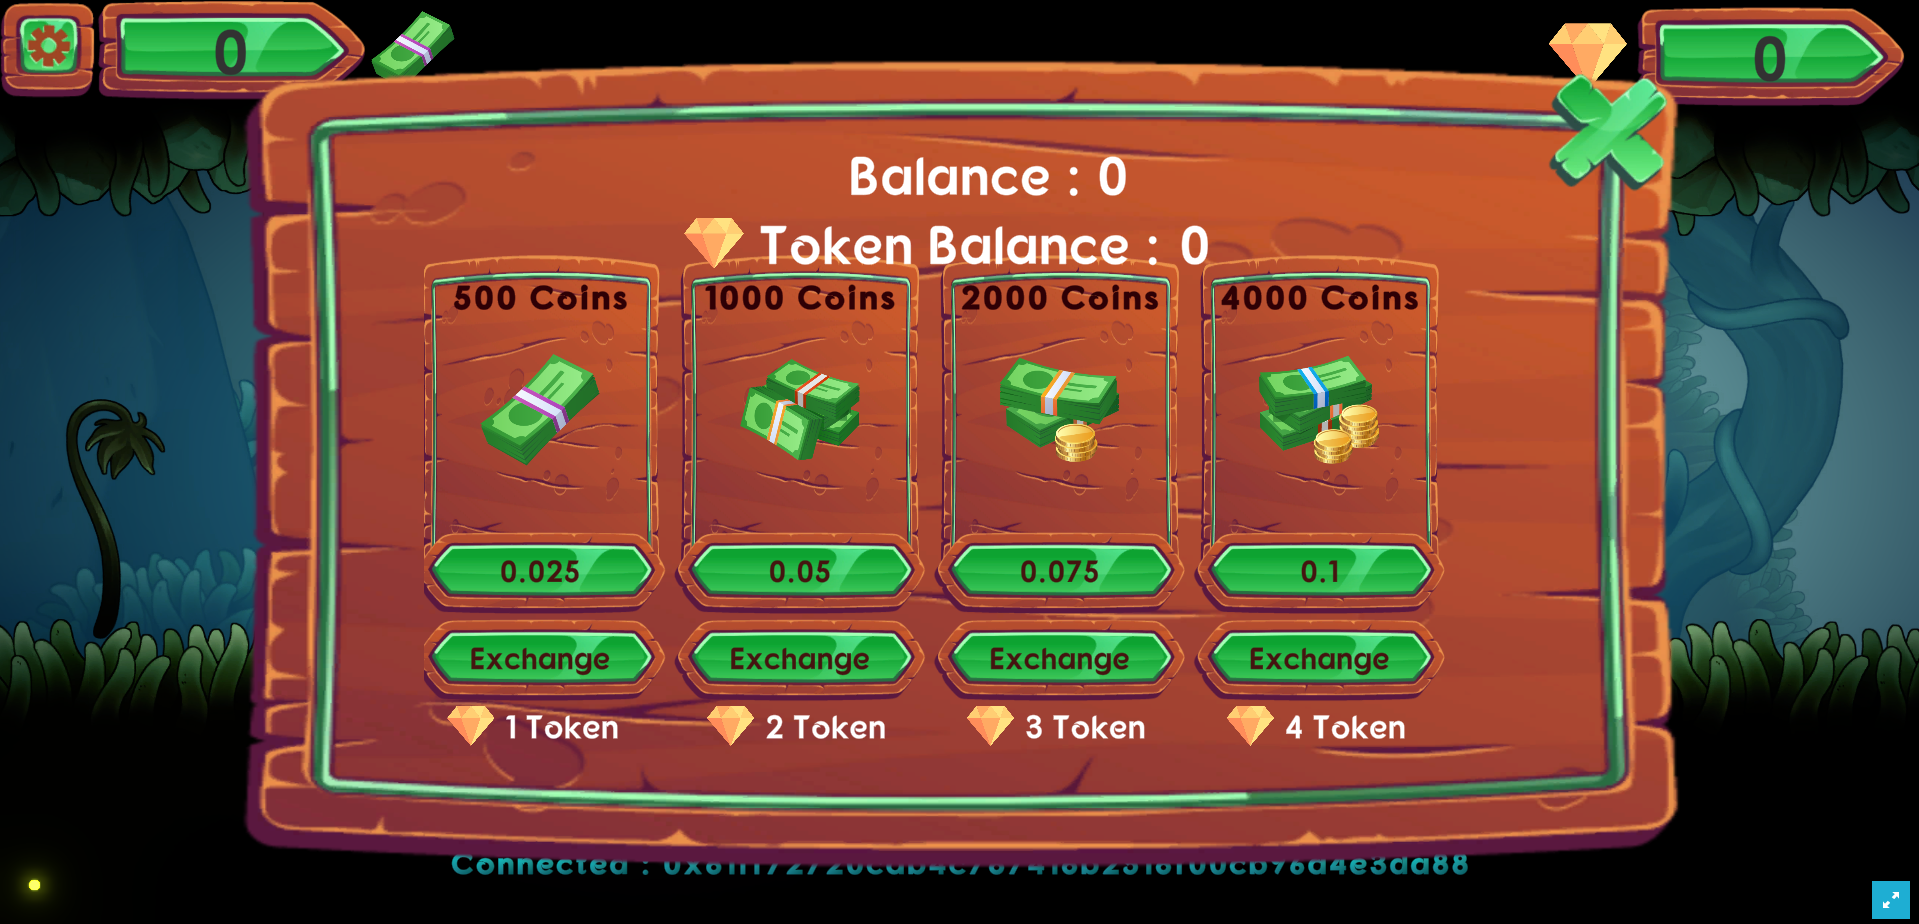 0
0
Balance : 0
Token Balance : 0
500 Coins
1000 Coins
2000 Coins
4000 Coins
0.025
0.05
0.075
0.1
Exchange
Exchange
Exchange
Exchange
1 Token
2 Token
3 Token
4 Token
Connected :